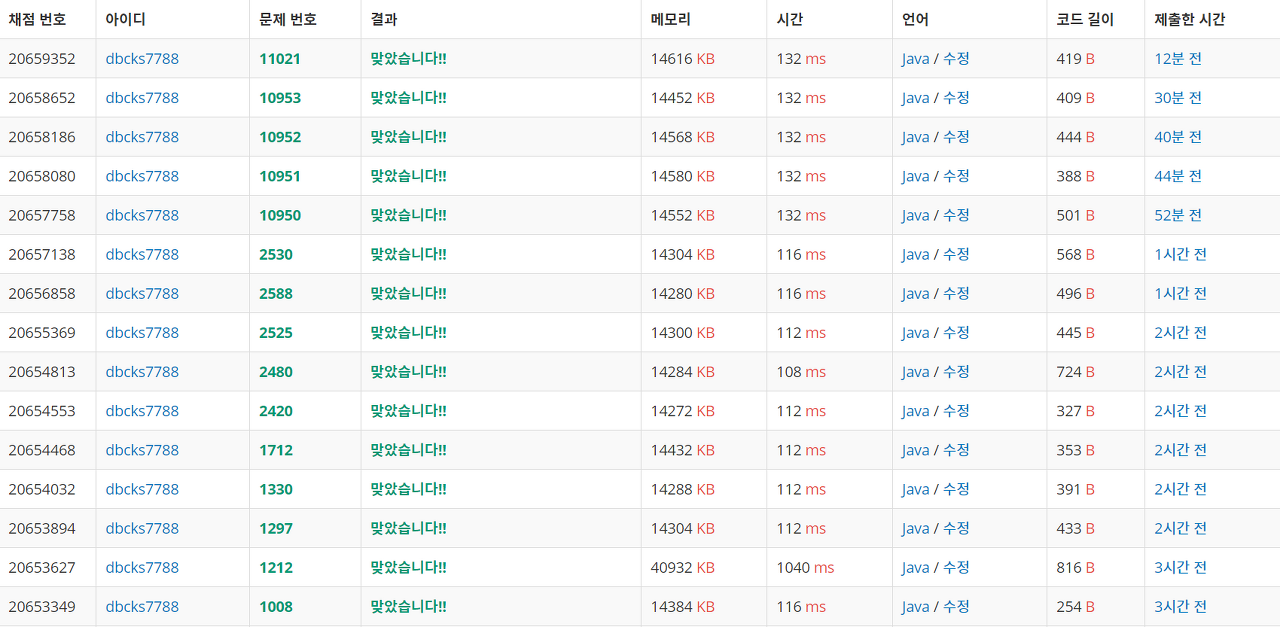 채점 번호 아이디 문제 번호 결과 메모리 시간 언어 코드 길이 제출한 시간
20659352 dbcks7788 11021 맞았습니다!! 14616 KB 132 ms Java / 수정 419 B 12분 전
20658652 dbcks7788 10953 맞았습니다!! 14452 KB 132 ms Java / 수정 409 B 30분 전
20658186 dbcks7788 10952 맞았습니다!! 14568 KB 132 ms Java / 수정 444 B 40분 전
20658080 dbcks7788 10951 맞았습니다!! 14580 KB 132 ms Java / 수정 388 B 44분 전
20657758 dbcks7788 10950 맞았습니다!! 14552 KB 132 ms Java / 수정 501 B 52분 전
20657138 dbcks7788 2530 맞았습니다!! 14304 KB 116 ms Java / 수정 568 B 1시간 전
20656858 dbcks7788 2588 맞았습니다!! 14280 KB 116 ms Java / 수정 496 B 1시간 전
20655369 dbcks7788 2525 맞았습니다!! 14300 KB 112 ms Java / 수정 445 B 2시간 전
20654813 dbcks7788 2480 맞았습니다!! 14284 KB 108 ms Java / 수정 724 B 2시간 전
20654553 dbcks7788 2420 맞았습니다!! 14272 KB 112 ms Java / 수정 327 B 2시간 전
20654468 dbcks7788 1712 맞았습니다!! 14432 KB 112 ms Java / 수정 353 B 2시간 전
20654032 dbcks7788 1330 맞았습니다!! 14288 KB 112 ms Java / 수정 391 B 2시간 전
20653894 dbcks7788 1297 맞았습니다!! 14304 KB 112 ms Java / 수정 433 B 2시간 전
20653627 dbcks7788 1212 맞았습니다!! 40932 KB 1040 ms Java / 수정 816 B 3시간 전
20653349 dbcks7788 1008 맞았습니다!! 14384 KB 116 ms Java / 수정 254 B 3시간 전